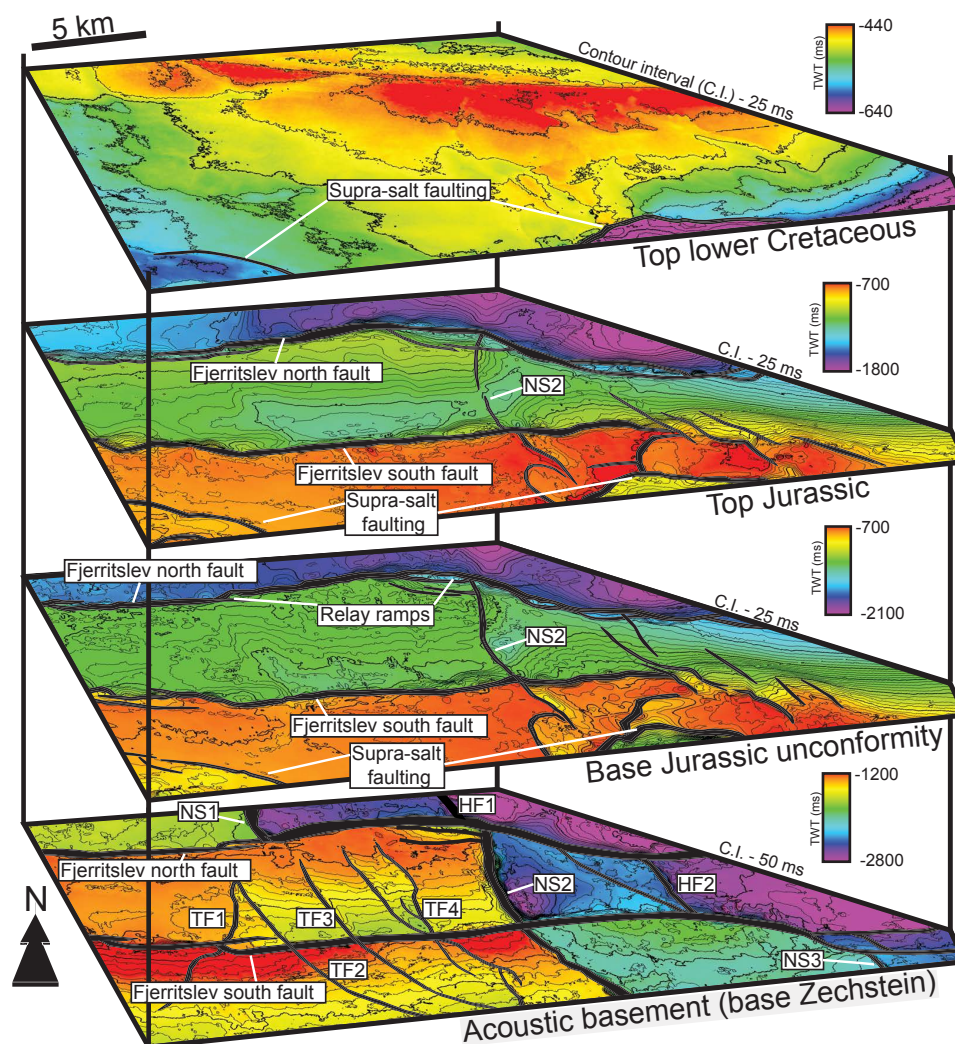 5 km
Contour interval (C.I.) - 25 ms
TWT (ms)
-440
-640
Supra-salt faulting
Top lower Cretaceous
TWT (ms)
-700
-1800
C.I. - 25 ms
Fjerritslev north fault
NS2
Fjerritslev south fault
Supra-salt
faulting
Top Jurassic
TWT (ms)
-700
-2100
C.I. - 25 ms
Fjerritslev north fault
Relay ramps
NS2
Fjerritslev south fault
Supra-salt
faulting
Base Jurassic unconformity
TWT (ms)
-1200
-2800
C.I. - 50 ms
NS1
HF1
Fjerritslev north fault
NS2
HF2
TF1
TF3
TF4
N
TF2
NS3
Fjerritslev south fault
Acoustic basement (base Zechstein)